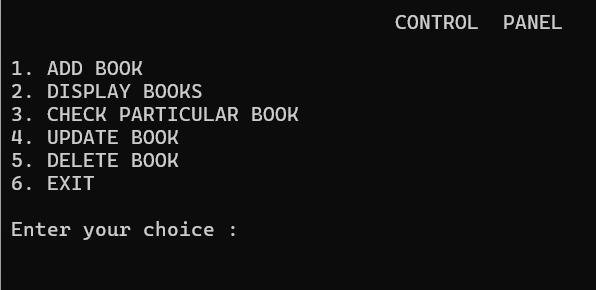 CONTROL  PANEL
1. ADD BOOK
2. DISPLAY BOOKS
3. CHECK PARTICULAR BOOK
4. UPDATE BOOK
5. DELETE BOOK
6. EXIT
Enter your choice :